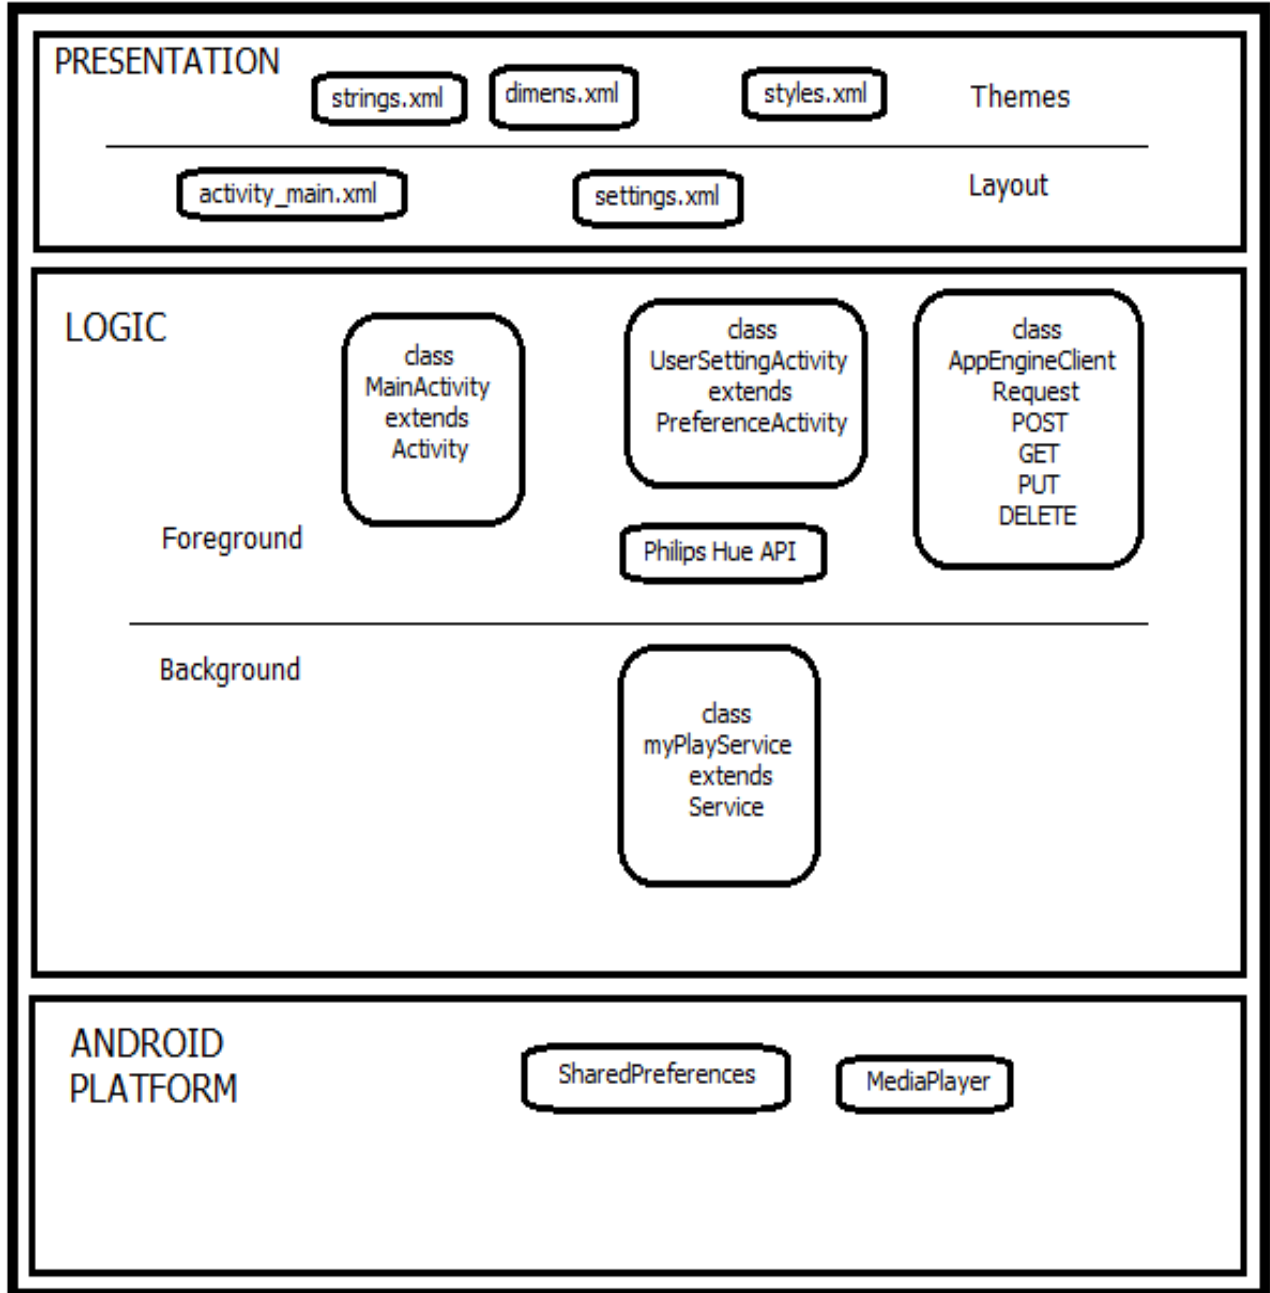 PRESENTATION
strings.xml
dimens.xml
styles.xml
Themes
activity_main.xml
settings.xml
Layout
LOGIC
class
MainActivity
extends
Activity
class
UserSettingActivity
extends
PreferenceActivity
class
AppEngineClient
Request
POST
GET
PUT
DELETE
Foreground
Philips Hue API
Background
class
myPlayService
extends
Service
ANDROID
PLATFORM
SharedPreferences
MediaPlayer